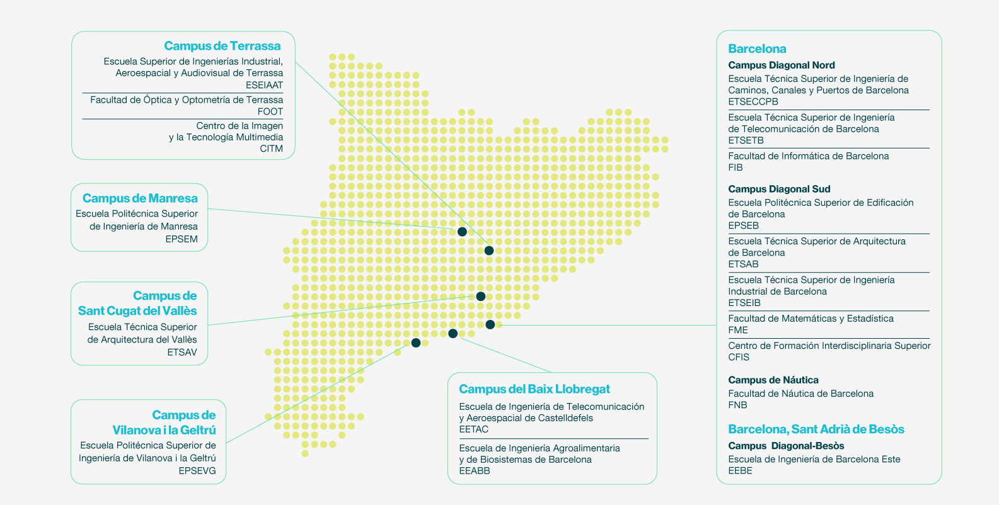 Campus de Terrassa
Escuela Superior de Ingenierías Industrial,
Aeroespacial y Audiovisual de Terrassa
ESEIAAT
Facultad de Óptica y Optometría de Terrassa
FOOT
Centro de la Imagen
y la Tecnología Multimedia
CITM
Campus de Manresa
Escuela Politécnica Superior
de Ingeniería de Manresa
EPSEM
Campus de
Sant Cugat del Vallès
Escuela Técnica Superior
de Arquitectura del Vallès
ETSAV
Campus de
Vilanova i la Geltrú
Escuela Politécnica Superior de
Ingeniería de Vilanova i la Geltrú
EPSEVG
Campus del Baix Llobregat
Escuela de Ingeniería de Telecomunicación
y Aeroespacial de Castelldefels
EETAC
Escuela de Ingeniería Agroalimentaria
y de Biosistemas de Barcelona
EEABB
Barcelona
Campus Diagonal Nord
Escuela Técnica Superior de Ingeniería de
Caminos, Canales y Puertos de Barcelona
ETSECCPB
Escuela Técnica Superior de Ingeniería
de Telecomunicación de Barcelona
ETSETB
Facultad de Informática de Barcelona
FIB
Campus Diagonal Sud
Escuela Politécnica Superior de Edificación
de Barcelona
EPSEB
Escuela Técnica Superior de Arquitectura
de Barcelona
ETSAB
Escuela Técnica Superior de Ingeniería
Industrial de Barcelona
ETSEIB
Facultad de Matemáticas y Estadística
FME
Centro de Formación Interdisciplinaria Superior
CFIS
Campus de Náutica
Facultad de Náutica de Barcelona
FNB
Barcelona, Sant Adrià de Besòs
Campus Diagonal-Besòs
Escuela de Ingeniería de Barcelona Este
EEBE